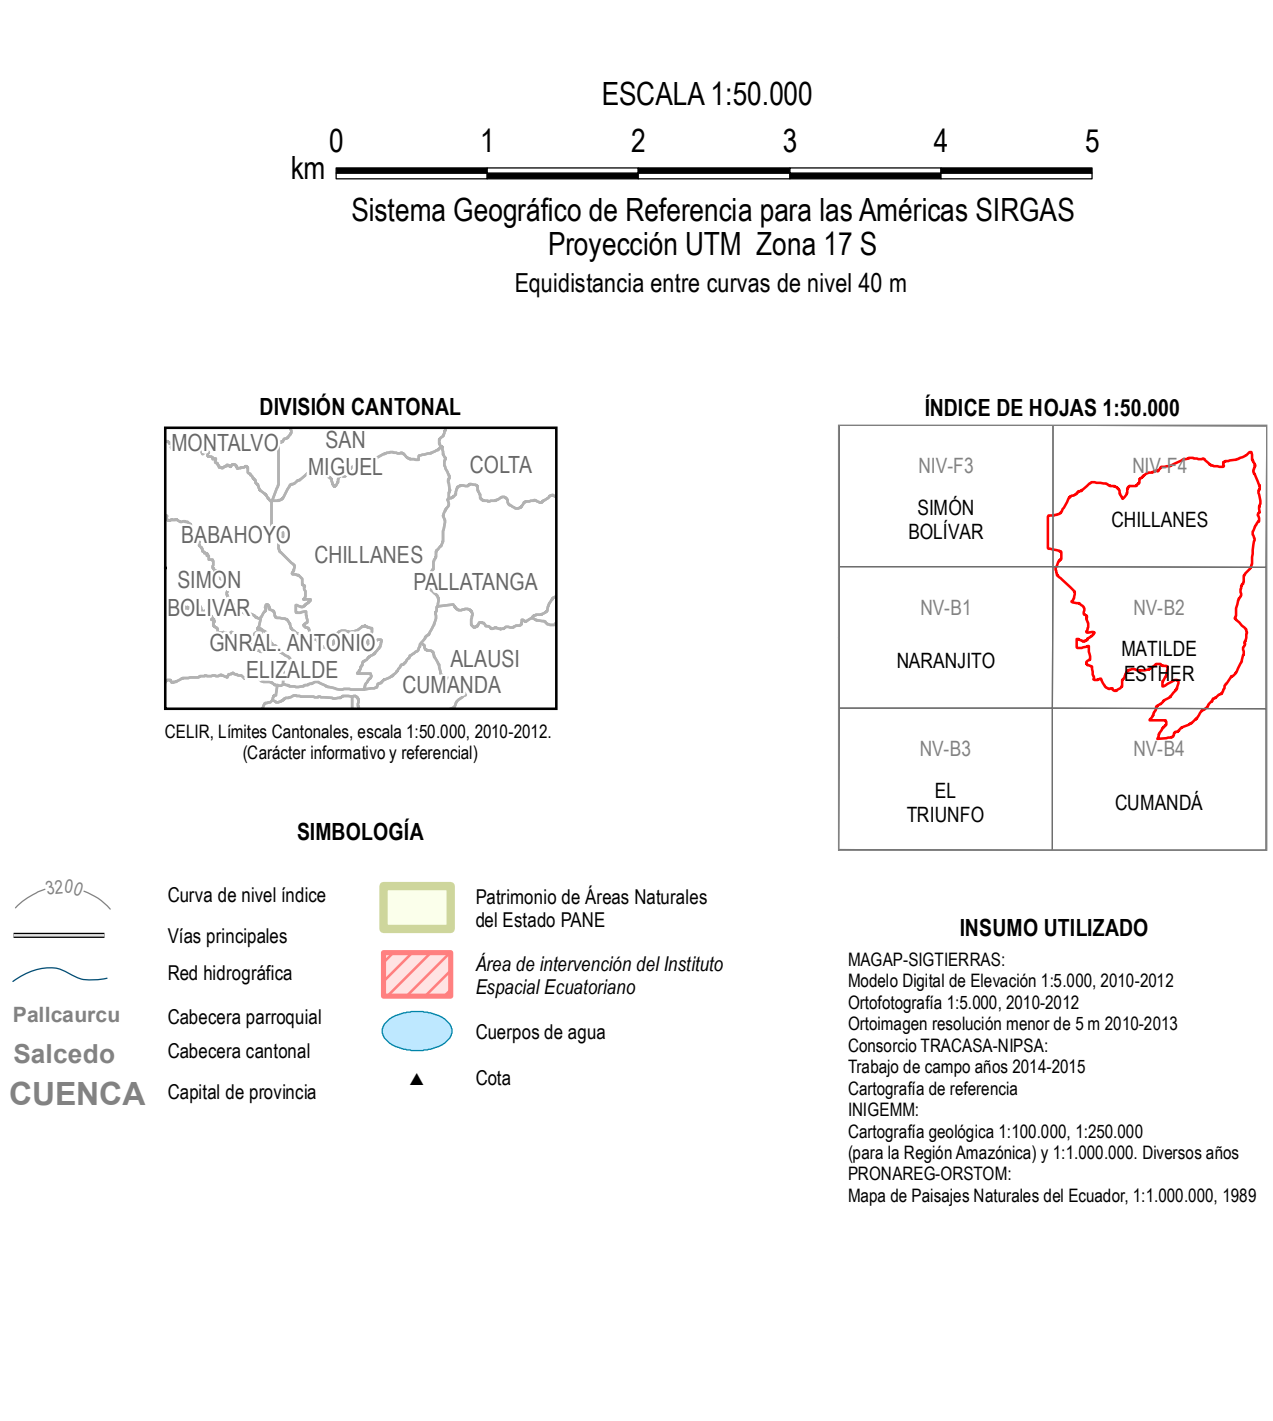 ESCALA 1:50.000
0 1 2 3 4 5
km
Sistema Geográfico de Referencia para las Américas SIRGAS
Proyección UTM Zona 17 S
Equidistancia entre curvas de nivel 40 m
DIVISIÓN CANTONAL
MONTALVO
SAN
MIGUEL
COLTA
BABAHOYO
CHILLANES
SIMON
BOLIVAR
PALLATANGA
GNRAL. ANTONIO
ELIZALDE
ALAUSI
CUMANDA
CELIR, Límites Cantonales, escala 1:50.000, 2010-2012.
(Carácter informativo y referencial)
ÍNDICE DE HOJAS 1:50.000
NIV-F3
SIMÓN
BOLÍVAR
NIV-F4
CHILLANES
NV-B1
NARANJITO
NV-B2
MATILDE
ESTHER
NV-B3
EL
TRIUNFO
NV-B4
CUMANDÁ
SIMBOLOGÍA
3200
Curva de nivel índice
Vías principales
Red hidrográfica
Pallcaurcu
Cabecera parroquial
Salcedo
Cabecera cantonal
CUENCA
Capital de provincia
Patrimonio de Áreas Naturales
del Estado PANE
Área de intervención del Instituto
Espacial Ecuatoriano
Cuerpos de agua
Cota
INSUMO UTILIZADO
MAGAP-SIGTIERRAS:
Modelo Digital de Elevación 1:5.000, 2010-2012
Ortofotografía 1:5.000, 2010-2012
Ortoimagen resolución menor de 5 m 2010-2013
Consorcio TRACASA-NIPSA:
Trabajo de campo años 2014-2015
Cartografía de referencia
INIGEMM:
Cartografía geológica 1:100.000, 1:250.000
(para la Región Amazónica) y 1:1.000.000. Diversos años
PRONAREG-ORSTOM:
Mapa de Paisajes Naturales del Ecuador, 1:1.000.000, 1989